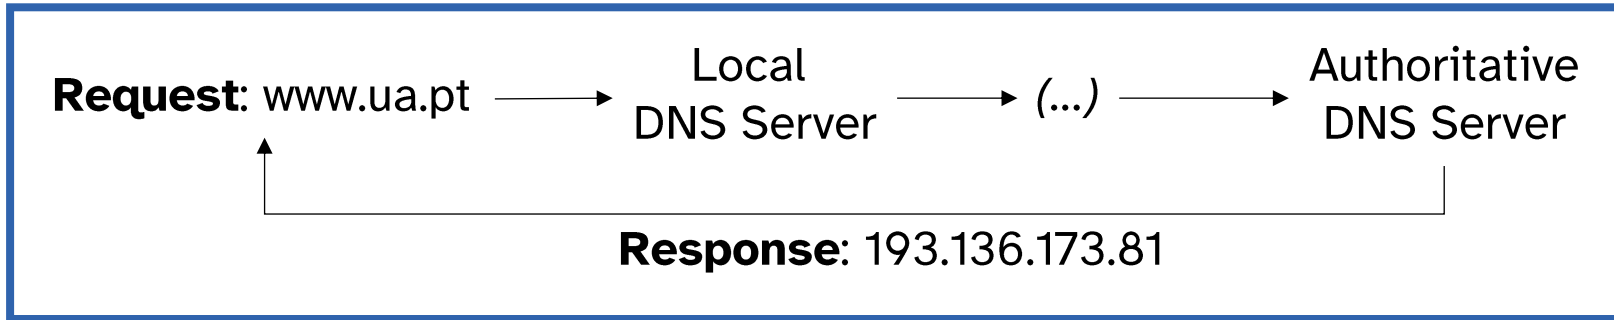 Request: www.ua.pt
Local
DNS Server
(...)
Authoritative
DNS Server
Response: 193.136.173.81